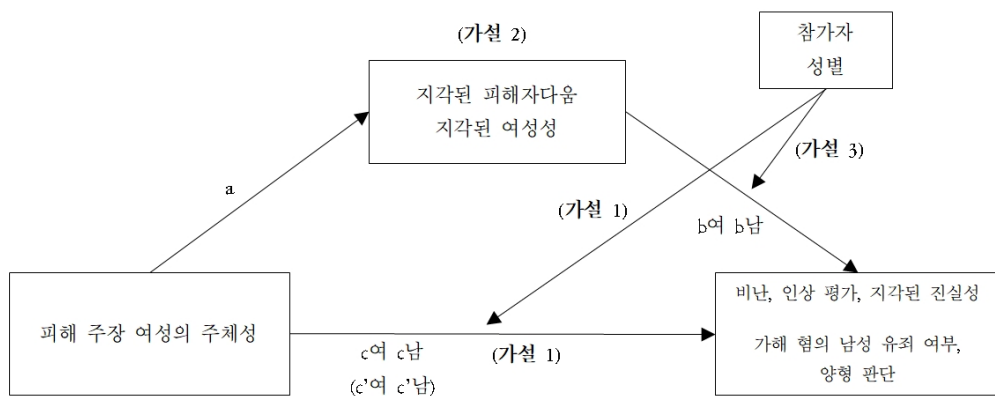 (가설 2)
참가자
성별
지각된 피해자다움
지각된 여성성
(가설 3)
a
(가설 1)
b여 b남
피해 주장 여성의 주체성
c여 c남
(c'여 c'남)
(가설 1)
비난, 인상 평가, 지각된 진실성
가해 혐의 남성 유죄 여부,
양형 판단